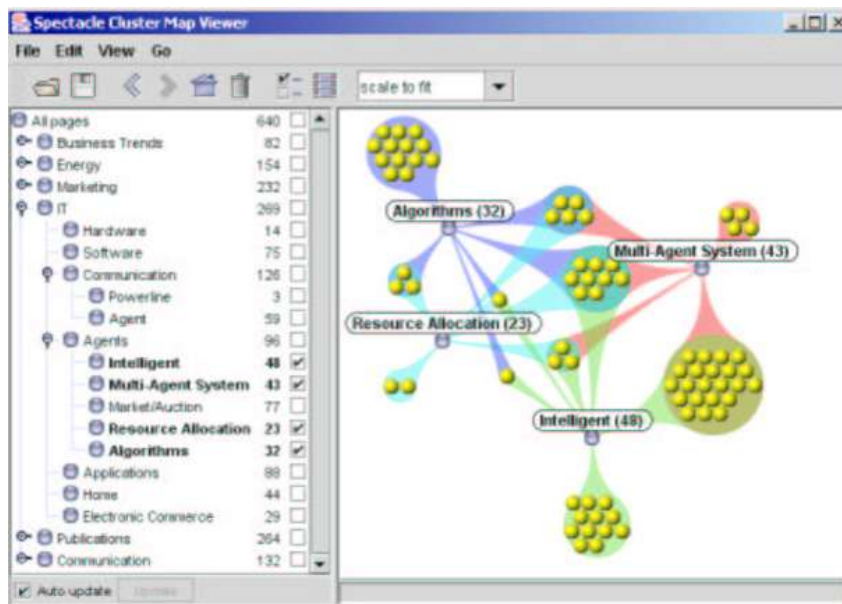 Spectacle Cluster Map Viewer
File Edit View Go
scale to fit
All pages 640
Business Trends 82
Energy 154
Marketing 232
IT 269
Hardware 14
Software 75
Communication 126
Powerline 3
Agent 59
Agents 96
Intelligent 48
Multi-Agent System 43
Market/Auction 77
Resource Allocation 23
Algorithms 32
Applications 88
Home 44
Electronic Commerce 29
Publications 264
Communication 132
Auto update Update
Algorithms (32)
Multi-Agent System (43)
Resource Allocation (23)
Intelligent (48)